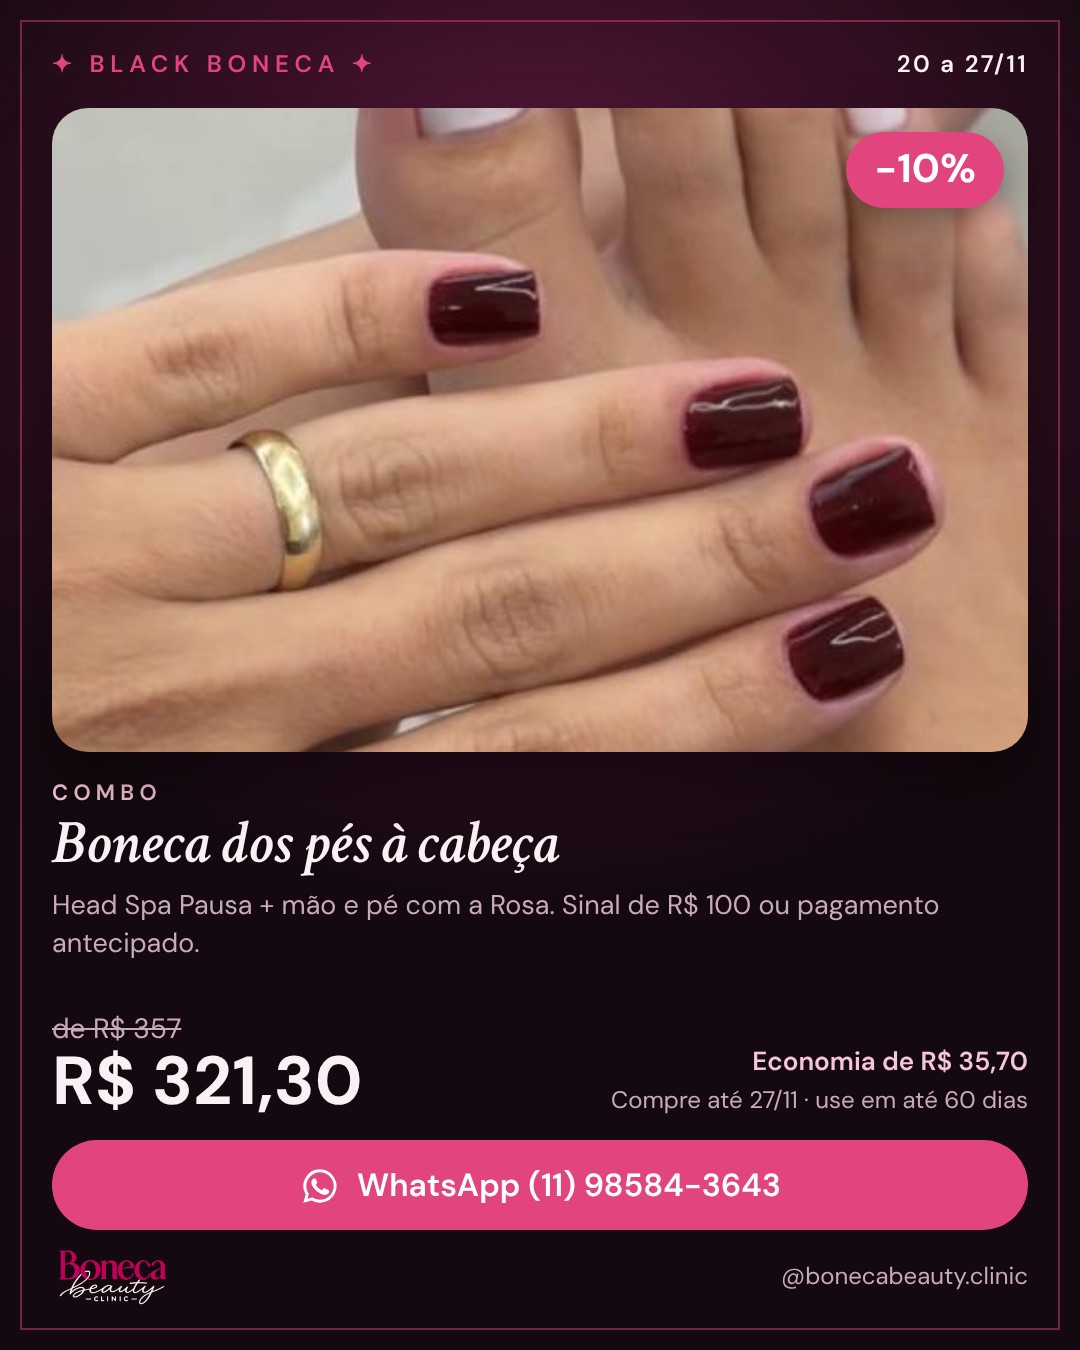 ✦ BLACK BONECA ✦
20 a 27/11
-10%
COMBO
Boneca dos pés à cabeça
Head Spa Pausa + mão e pé com a Rosa. Sinal de R$ 100 ou pagamento
antecipado.
de R$ 357
R$ 321,30
Economia de R$ 35,70
Compre até 27/11 · use em até 60 dias
WhatsApp (11) 98584-3643
Boneca
beauty
CLINIC
@bonecabeauty.clinic